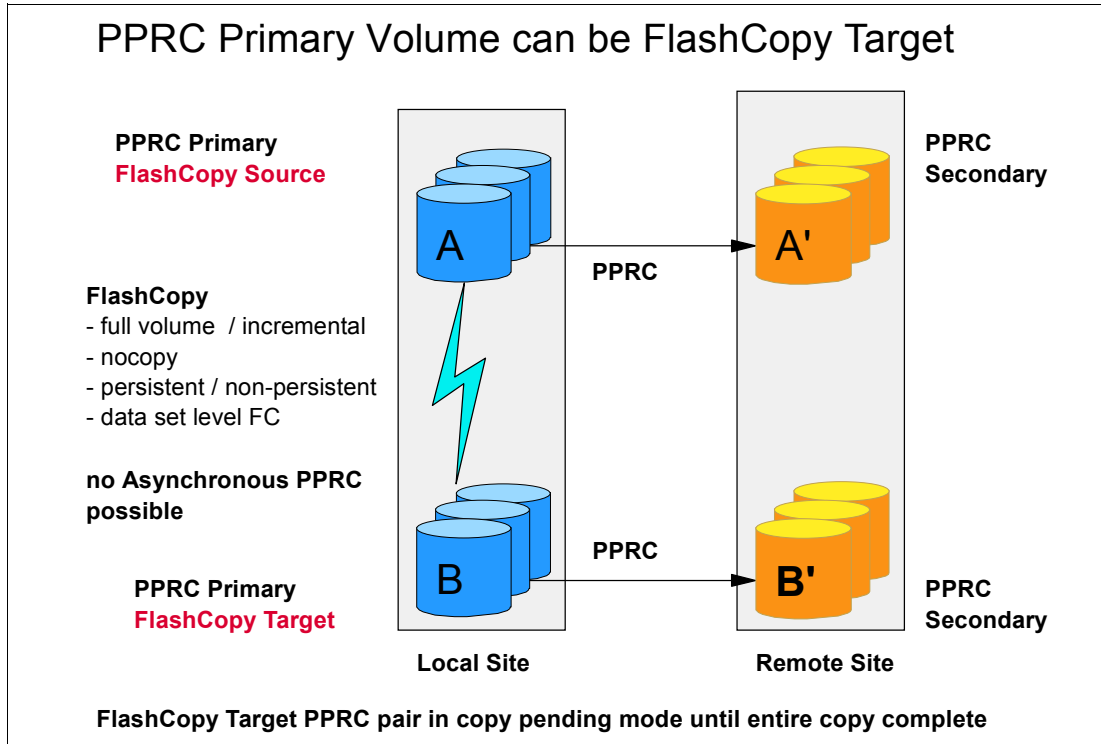 PPRC Primary Volume can be FlashCopy Target
PPRC Primary
FlashCopy Source
PPRC
Secondary
A
A'
PPRC
FlashCopy
- full volume / incremental
- nocopy
- persistent / non-persistent
- data set level FC
no Asynchronous PPRC
possible
PPRC
B
B'
PPRC Primary
FlashCopy Target
PPRC
Secondary
Local Site
Remote Site
FlashCopy Target PPRC pair in copy pending mode until entire copy complete